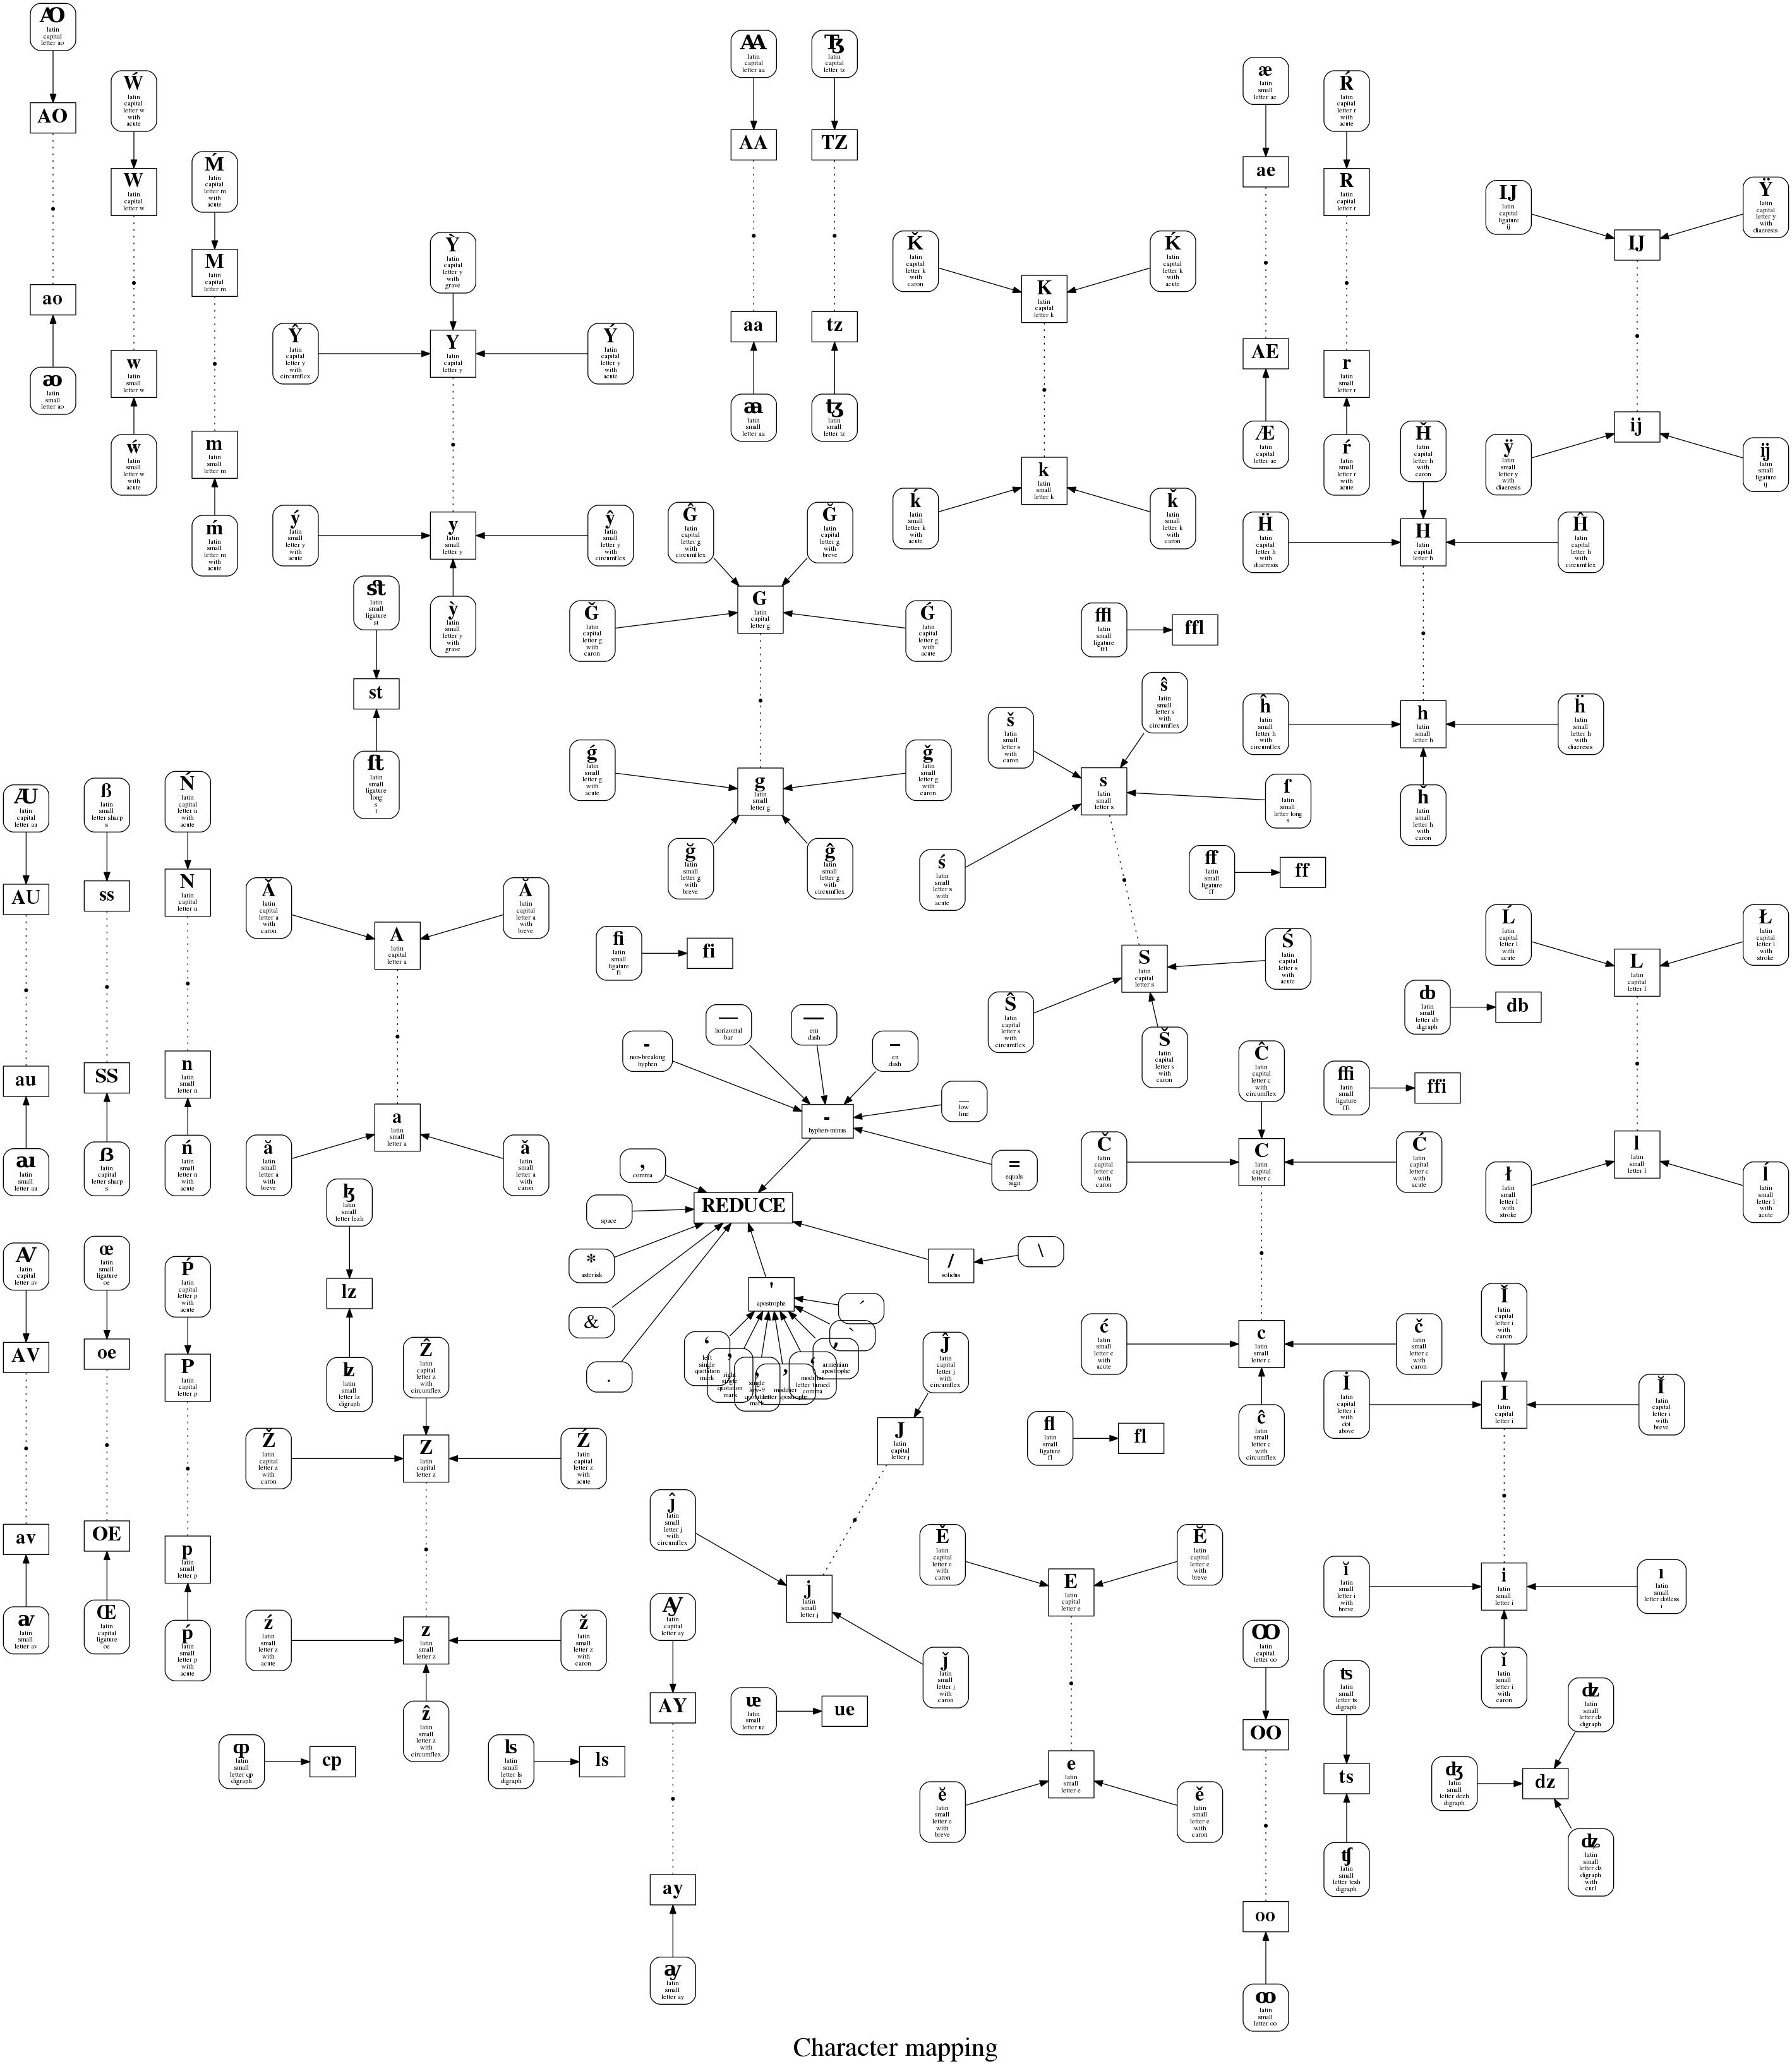 Ꜵ
latin
capital
letter ao
AO
ao
ꜵ
latin
small
letter ao
Ẃ
latin
capital
letter w
with
acute
W
latin
capital
letter w
w
latin
small
letter w
ẃ
latin
small
letter w
with
acute
Ḿ
latin
capital
letter m
with
acute
M
latin
capital
letter m
m
latin
small
letter m
ḿ
latin
small
letter m
with
acute
Ỳ
latin
capital
letter y
with
grave
Ŷ
latin
capital
letter y
with
circumflex
Y
latin
capital
letter y
Ý
latin
capital
letter y
with
acute
ý
latin
small
letter y
with
acute
y
latin
small
letter y
ŷ
latin
small
letter y
with
circumflex
ỳ
latin
small
letter y
with
grave
st
latin
small
ligature
st
st
ſt
latin
small
ligature
long
s
t
Ꜳ
latin
capital
letter aa
AA
aa
ꜳ
latin
small
letter aa
Ꜩ
latin
capital
letter tz
TZ
tz
ꜩ
latin
small
letter tz
Ǩ
latin
capital
letter k
with
caron
Ḱ
latin
capital
letter k
with
acute
K
latin
capital
letter k
k
latin
small
letter k
ḱ
latin
small
letter k
with
acute
ǩ
latin
small
letter k
with
caron
æ
latin
small
letter ae
ae
AE
Æ
latin
capital
letter ae
Ŕ
latin
capital
letter r
with
acute
R
latin
capital
letter r
r
latin
small
letter r
ŕ
latin
small
letter r
with
acute
IJ
latin
capital
ligature
ij
Ÿ
latin
capital
letter y
with
diaeresis
IJ
ij
ÿ
latin
small
letter y
with
diaeresis
ij
latin
small
ligature
ij
Ȟ
latin
capital
letter h
with
caron
Ḧ
latin
capital
letter h
with
diaeresis
H
latin
capital
letter h
Ĥ
latin
capital
letter h
with
circumflex
ĥ
latin
small
letter h
with
circumflex
h
latin
small
letter h
ḧ
latin
small
letter h
with
diaeresis
ȟ
latin
small
letter h
with
caron
Ĝ
latin
capital
letter g
with
circumflex
Ğ
latin
capital
letter g
with
breve
G
latin
capital
letter g
Ǧ
latin
capital
letter g
with
caron
Ǵ
latin
capital
letter g
with
acute
ǵ
latin
small
letter g
with
acute
g
latin
small
letter g
ǧ
latin
small
letter g
with
caron
ğ
latin
small
letter g
with
breve
ĝ
latin
small
letter g
with
circumflex
ffl
latin
small
ligature
ffl
ffl
ŝ
latin
small
letter s
with
circumflex
š
latin
small
letter s
with
caron
s
latin
small
letter s
ſ
latin
small
letter long
s
ś
latin
small
letter s
with
acute
S
latin
capital
letter s
Ś
latin
capital
letter s
with
acute
Ŝ
latin
capital
letter s
with
circumflex
Š
latin
capital
letter s
with
caron
ff
latin
small
ligature
ff
ff
Ꜷ
latin
capital
letter au
AU
au
ꜷ
latin
small
letter au
ß
latin
small
letter sharp
s
ss
SS
ẞ
latin
capital
letter sharp
s
Ń
latin
capital
letter n
with
acute
N
latin
capital
letter n
n
latin
small
letter n
ń
latin
small
letter n
with
acute
Ǎ
latin
capital
letter a
with
caron
Ă
latin
capital
letter a
with
breve
A
latin
capital
letter a
a
latin
small
letter a
ă
latin
small
letter a
with
breve
ǎ
latin
small
letter a
with
caron
fi
latin
small
ligature
fi
fi
Ĺ
latin
capital
letter l
with
acute
Ł
latin
capital
letter l
with
stroke
L
latin
capital
letter l
l
latin
small
letter l
ł
latin
small
letter l
with
stroke
ĺ
latin
small
letter l
with
acute
ȸ
latin
small
letter db
digraph
db
ffi
latin
small
ligature
ffi
ffi
‑
non-breaking
hyphen
―
horizontal
bar
—
em
dash
–
en
dash
_
low
line
=
equals
sign
-
hyphen-minus
,
comma
space
REDUCE
*
asterisk
&
.
/
solidus
\
'
apostrophe
´
`
‘
left
single
quotation
mark
’
right
single
quotation
mark
‚
single
low-9
quotation
mark
ʼ
modifier
letter apostrophe
ʻ
modifier
letter turned
comma
՚
armenian
apostrophe
Ĉ
latin
capital
letter c
with
circumflex
Č
latin
capital
letter c
with
caron
C
latin
capital
letter c
Ć
latin
capital
letter c
with
acute
ć
latin
small
letter c
with
acute
c
latin
small
letter c
č
latin
small
letter c
with
caron
ĉ
latin
small
letter c
with
circumflex
Ꜹ
latin
capital
letter av
AV
av
ꜹ
latin
small
letter av
œ
latin
small
ligature
oe
oe
OE
Œ
latin
capital
ligature
oe
Ṕ
latin
capital
letter p
with
acute
P
latin
capital
letter p
p
latin
small
letter p
ṕ
latin
small
letter p
with
acute
ɮ
latin
small
letter lezh
lz
ʫ
latin
small
letter lz
digraph
Ẑ
latin
capital
letter z
with
circumflex
Ž
latin
capital
letter z
with
caron
Z
latin
capital
letter z
Ź
latin
capital
letter z
with
acute
ź
latin
small
letter z
with
acute
z
latin
small
letter z
ž
latin
small
letter z
with
caron
ẑ
latin
small
letter z
with
circumflex
Ĵ
latin
capital
letter j
with
circumflex
J
latin
capital
letter j
ĵ
latin
small
letter j
with
circumflex
j
latin
small
letter j
ǰ
latin
small
letter j
with
caron
fl
latin
small
ligature
fl
fl
Ǐ
latin
capital
letter i
with
caron
İ
latin
capital
letter i
with
dot
above
I
latin
capital
letter i
Ĭ
latin
capital
letter i
with
breve
ĭ
latin
small
letter i
with
breve
i
latin
small
letter i
ı
latin
small
letter dotless
i
ǐ
latin
small
letter i
with
caron
Ě
latin
capital
letter e
with
caron
Ĕ
latin
capital
letter e
with
breve
E
latin
capital
letter e
e
latin
small
letter e
ĕ
latin
small
letter e
with
breve
ě
latin
small
letter e
with
caron
Ꜽ
latin
capital
letter ay
AY
ay
ꜽ
latin
small
letter ay
ᵫ
latin
small
letter ue
ue
ȹ
latin
small
letter qp
digraph
cp
ʪ
latin
small
letter ls
digraph
ls
Ꝏ
latin
capital
letter oo
OO
oo
ꝏ
latin
small
letter oo
ʦ
latin
small
letter ts
digraph
ts
ʧ
latin
small
letter tesh
digraph
ʣ
latin
small
letter dz
digraph
ʤ
latin
small
letter dezh
digraph
dz
ʥ
latin
small
letter dz
digraph
with
curl
Character mapping